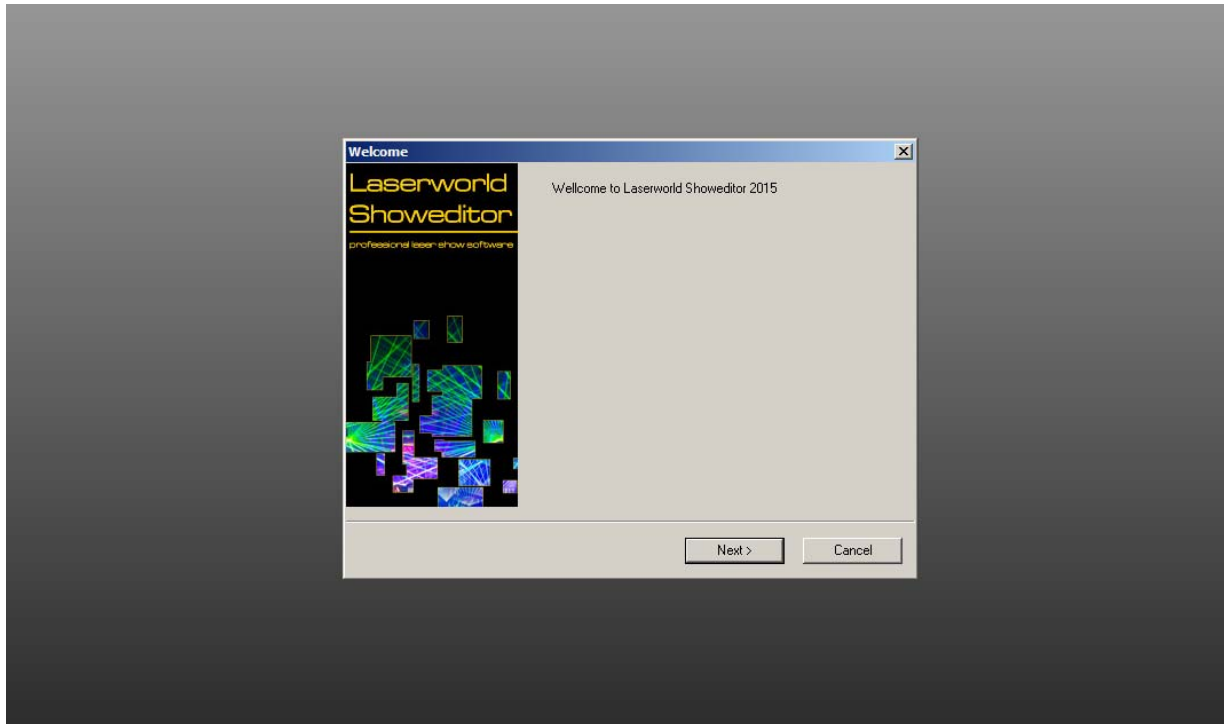 Welcome
Laserworld
Showeditor
professional laser show software
Wellcome to Laserworld Showeditor 2015
Next >
Cancel